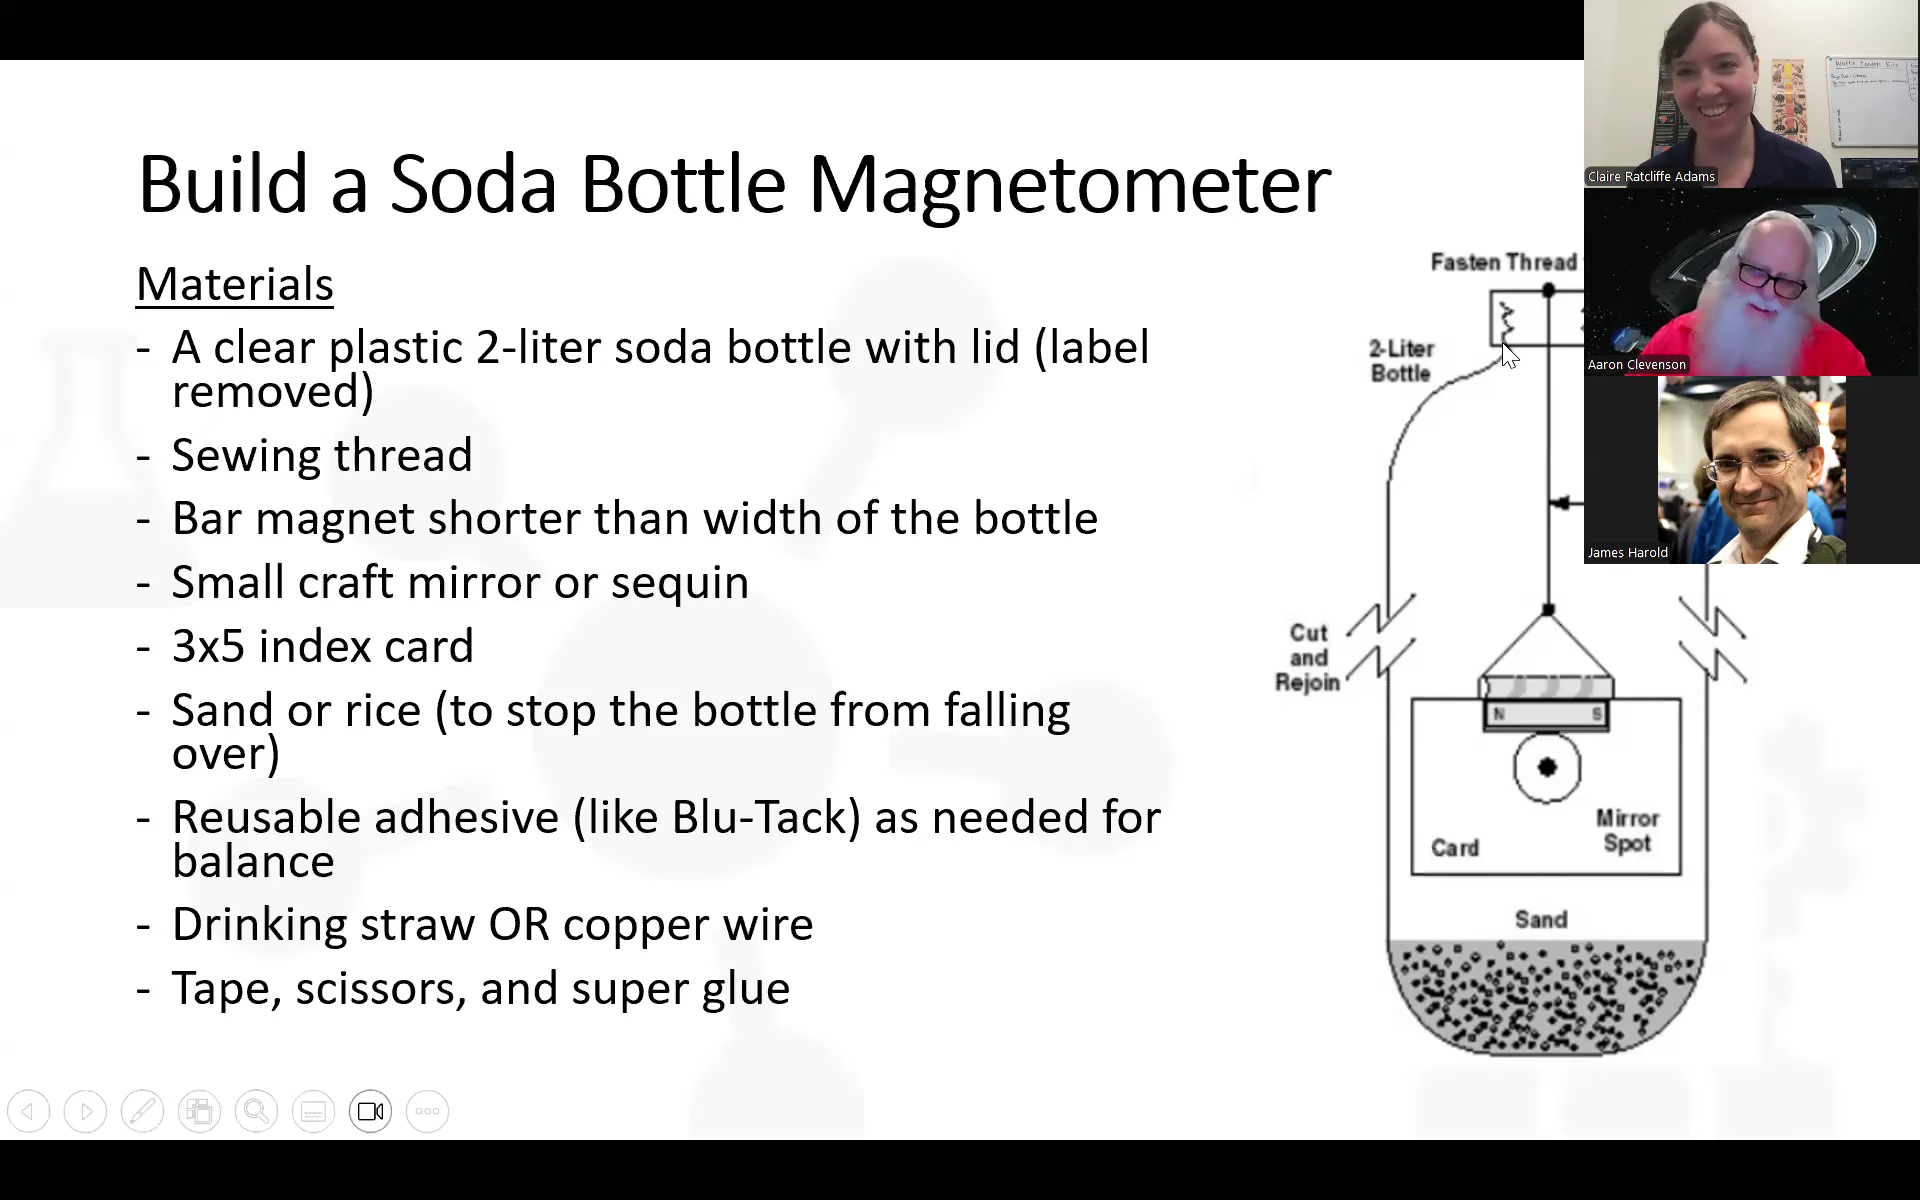 Build a Soda Bottle Magnetometer
Materials
- A clear plastic 2-liter soda bottle with lid (label
removed)
- Sewing thread
- Bar magnet shorter than width of the bottle
- Small craft mirror or sequin
- 3x5 index card
- Sand or rice (to stop the bottle from falling
over)
- Reusable adhesive (like Blu-Tack) as needed for
balance
- Drinking straw OR copper wire
- Tape, scissors, and super glue
Fasten Thread
2-Liter
Bottle
Cut
and
Rejoin
N S
Mirror
Spot
Card
Sand
Claire Ratcliffe Adams
Aaron Clevenson
James Harold